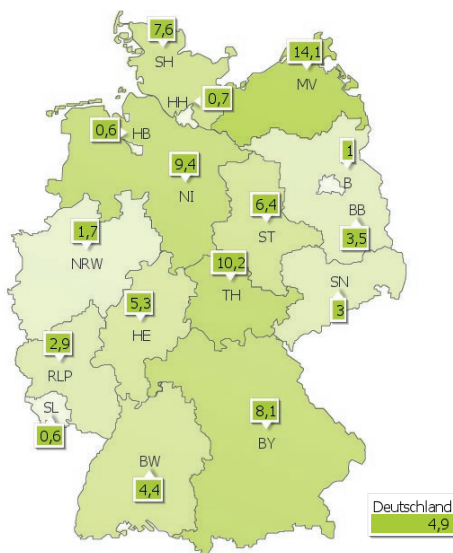 7,6
SH
14,1
MV
HH
0,7
0,6
HB
1
B
9,4
NI
6,4
ST
BB
3,5
1,7
NRW
10,2
TH
SN
3
5,3
HE
2,9
RLP
SL
0,6
8,1
BY
BW
4,4
Deutschland
4,9